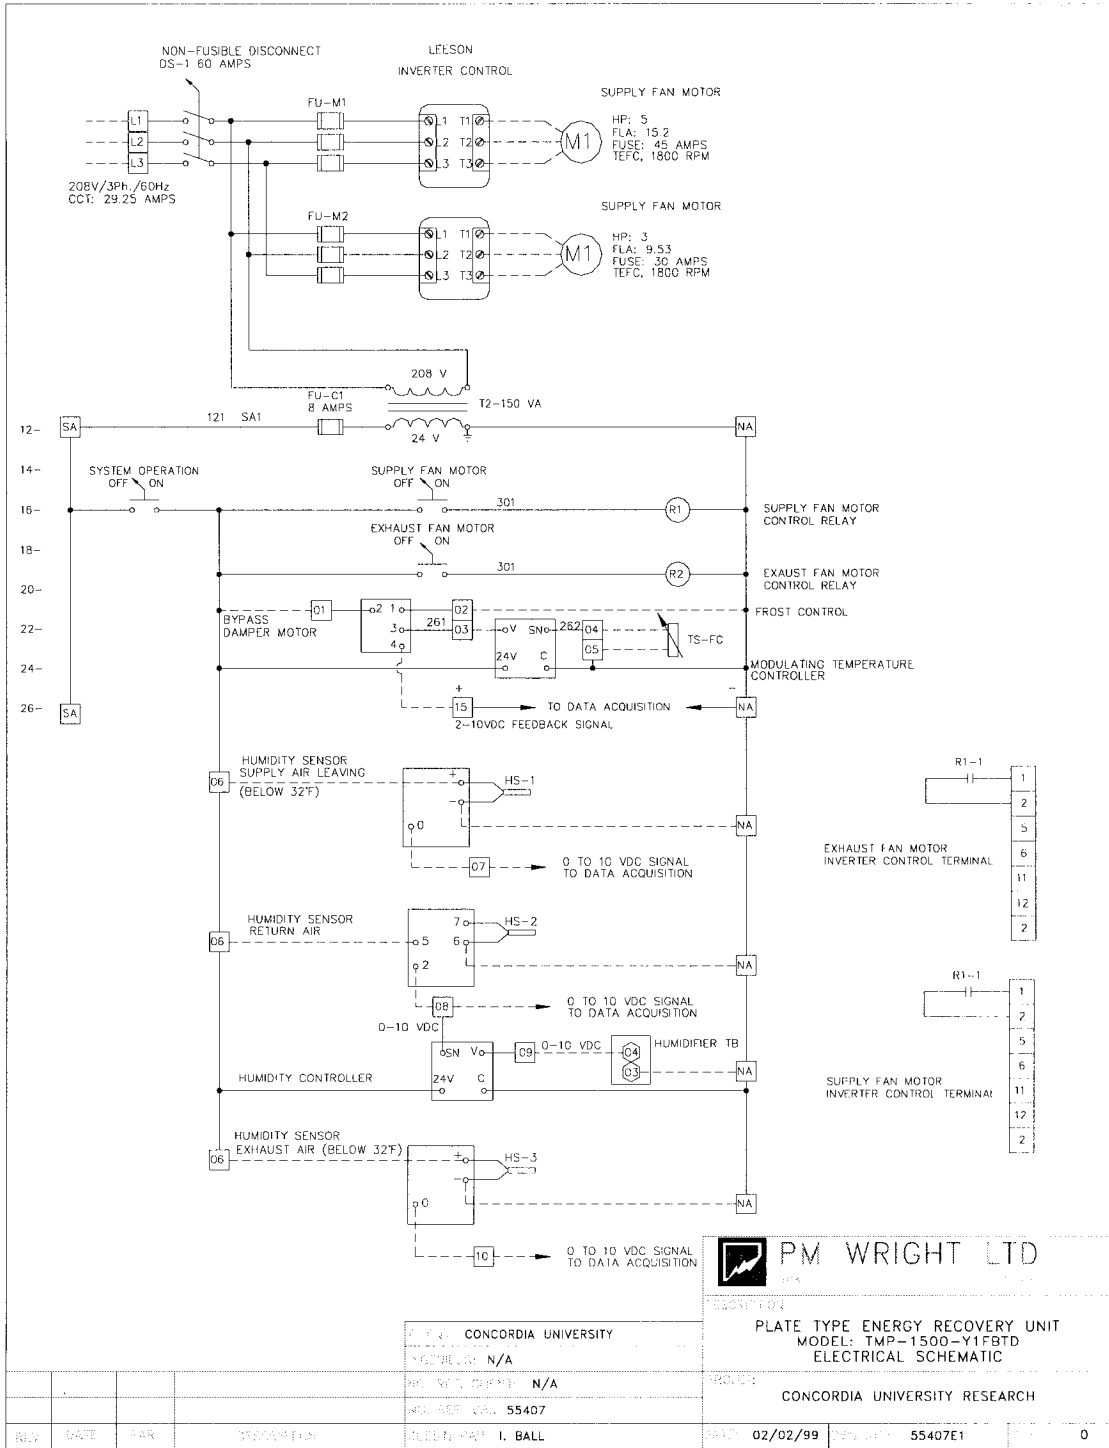 NON-FUSIBLE DISCONNECT
DS-1 60 AMPS
LEESON
INVERTER CONTROL
SUPPLY FAN MOTOR
FU-M1
L1
L2
L3
L1 T1
L2 T2
L3 T3
M1
HP: 5
FLA: 15.2
FUSE: 45 AMPS
TEFC, 1800 RPM
208V/3Ph./60Hz
CCT: 29.25 AMPS
SUPPLY FAN MOTOR
FU-M2
L1 T1
L2 T2
L3 T3
M1
HP: 3
FLA: 9.53
FUSE: 30 AMPS
TEFC, 1800 RPM
208 V
FU-C1
8 AMPS
T2-150 VA
12-
SA
121 SA1
24 V
NA
14-
SYSTEM OPERATION
OFF ON
SUPPLY FAN MOTOR
OFF ON
16-
301
R1
SUPPLY FAN MOTOR
CONTROL RELAY
EXHAUST FAN MOTOR
OFF ON
18-
301
R2
EXAUST FAN MOTOR
CONTROL RELAY
20-
BYPASS
DAMPER MOTOR
01
2 1
3
4
02
FROST CONTROL
22-
261
03
V SN
262
04
05
TS-FC
24V C
24-
MODULATING TEMPERATURE
CONTROLLER
26-
SA
+
15
TO DATA ACQUISITION
-
NA
2-10VDC FEEDBACK SIGNAL
HUMIDITY SENSOR
SUPPLY AIR LEAVING
(BELOW 32°F)
06
+
-
0
HS-1
NA
07
0 TO 10 VDC SIGNAL
TO DATA ACQUISITION
R1-1
1
2
5
6
11
12
2
EXHAUST FAN MOTOR
INVERTER CONTROL TERMINAL
HUMIDITY SENSOR
RETURN AIR
06
7
5 6
2
HS-2
NA
08
0 TO 10 VDC SIGNAL
TO DATA ACQUISITION
0-10 VDC
R1-1
1
2
5
6
11
12
2
SUPPLY FAN MOTOR
INVERTER CONTROL TERMINAL
SN V
09
0-10 VDC
04
03
HUMIDIFIER TB
NA
HUMIDITY CONTROLLER
24V C
HUMIDITY SENSOR
EXHAUST AIR (BELOW 32°F)
06
+
-
0
HS-3
NA
10
0 TO 10 VDC SIGNAL
TO DATA ACQUISITION
PM WRIGHT LTD
PLATE TYPE ENERGY RECOVERY UNIT
MODEL: TMP-1500-Y1FBTD
ELECTRICAL SCHEMATIC
CONCORDIA UNIVERSITY
N/A
N/A
55407
I. BALL
CONCORDIA UNIVERSITY RESEARCH
REV. DATE PAR DESCRIPTION
02/02/99
55407E1
0